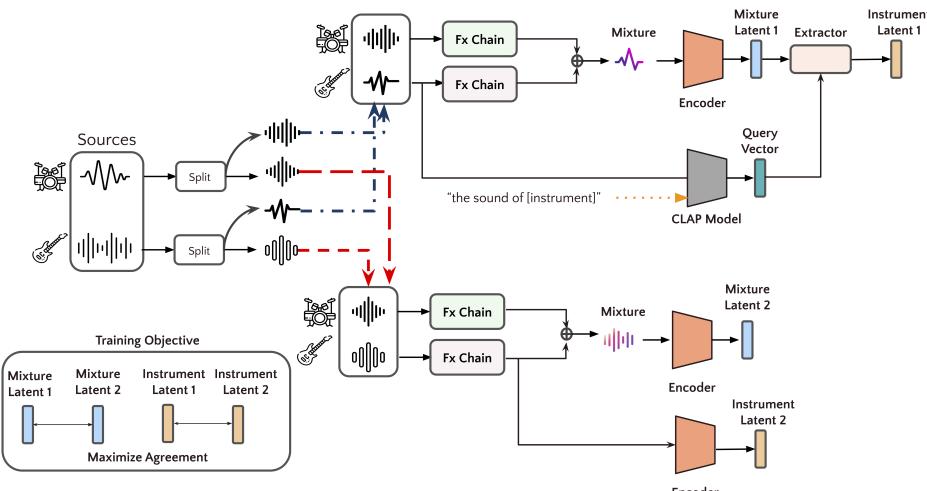 Fx Chain
Mixture
Mixture
Latent 1
Extractor
Instrument
Latent 1
Fx Chain
Encoder
Sources
Query
Vector
Split
"the sound of [instrument]"
CLAP Model
Split
Fx Chain
Mixture
Mixture
Latent 2
Fx Chain
Encoder
Training Objective
Mixture
Latent 1
Mixture
Latent 2
Instrument
Latent 1
Instrument
Latent 2
Maximize Agreement
Instrument
Latent 2
Encoder